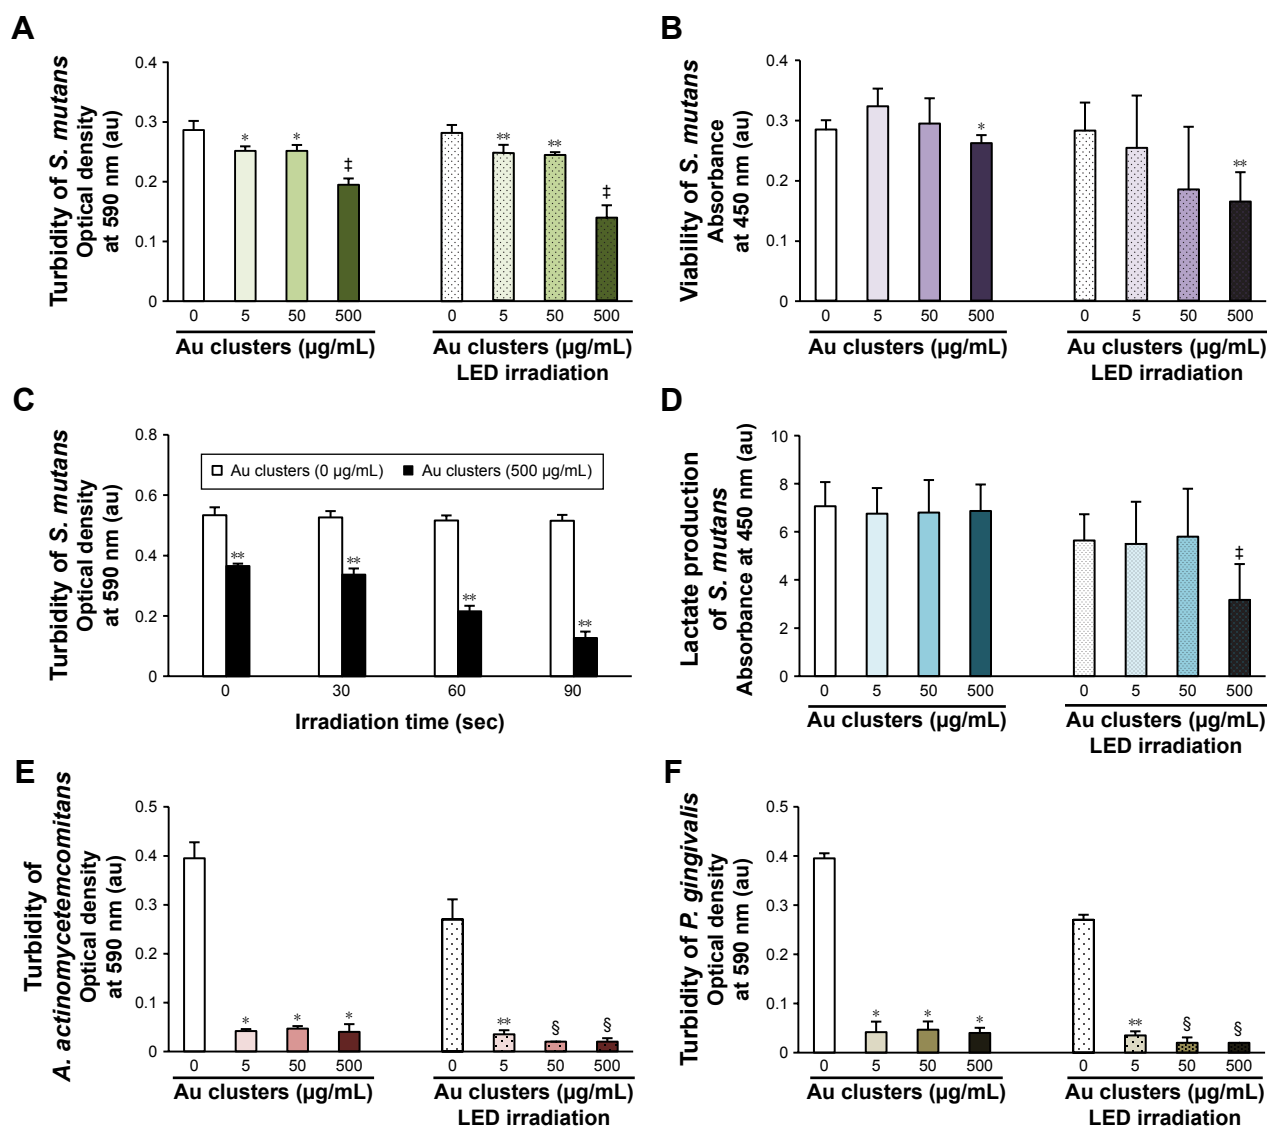 A
Turbidity of S. mutans
Optical density
at 590 nm (au)
0.4
0.3
0.2
0.1
0
* * ‡ ** ** ‡
0 5 50 500 0 5 50 500
Au clusters (µg/mL) Au clusters (µg/mL)
LED irradiation
B
Viability of S. mutans
Absorbance
at 450 nm (au)
0.4
0.3
0.2
0.1
0
* **
0 5 50 500 0 5 50 500
Au clusters (µg/mL) Au clusters (µg/mL)
LED irradiation
C
Turbidity of S. mutans
Optical density
at 590 nm (au)
0.8
0.6
0.4
0.2
0
Au clusters (0 µg/mL) Au clusters (500 µg/mL)
** ** ** **
0 30 60 90
Irradiation time (sec)
D
Lactate production
of S. mutans
Absorbance at 450 nm (au)
10
8
6
4
2
0
‡
0 5 50 500 0 5 50 500
Au clusters (µg/mL) Au clusters (µg/mL)
LED irradiation
E
Turbidity of
A. actinomycetemcomitans
Optical density
at 590 nm (au)
0.5
0.4
0.3
0.2
0.1
0
* * * ** § §
0 5 50 500 0 5 50 500
Au clusters (µg/mL) Au clusters (µg/mL)
LED irradiation
F
Turbidity of P. gingivalis
Optical density
at 590 nm (au)
0.5
0.4
0.3
0.2
0.1
0
* * * ** § §
0 5 50 500 0 5 50 500
Au clusters (µg/mL) Au clusters (µg/mL)
LED irradiation